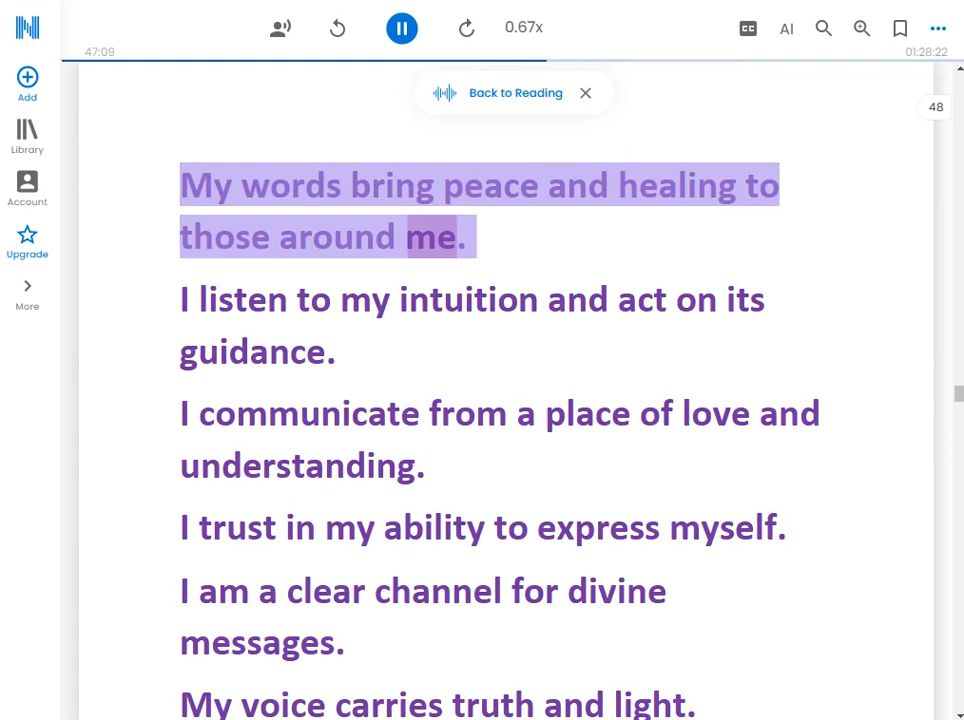 0.67x
CC
AI
47:09
01:28:22
Add
Library
Account
Upgrade
More
Back to Reading
48
My words bring peace and healing to
those around me.
I listen to my intuition and act on its
guidance.
I communicate from a place of love and
understanding.
I trust in my ability to express myself.
I am a clear channel for divine
messages.
My voice carries truth and light.